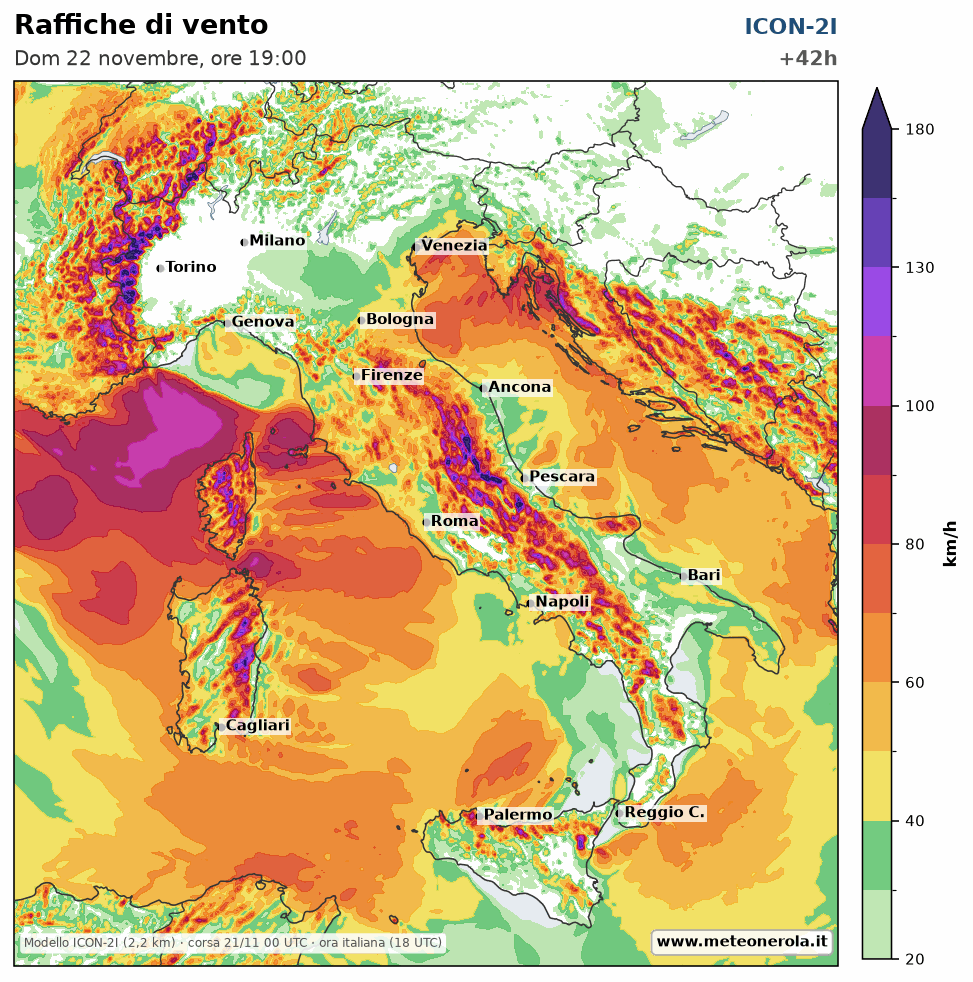 Raffiche di vento
ICON-2I
Dom 22 novembre, ore 19:00
+42h
180
130
100
80
60
40
20
km/h
Milano
Venezia
Torino
Genova
Bologna
Firenze
Ancona
Pescara
Roma
Bari
Napoli
Cagliari
Palermo
Reggio C.
Modello ICON-2I (2,2 km) · corsa 21/11 00 UTC · ora italiana (18 UTC)
www.meteonerola.it